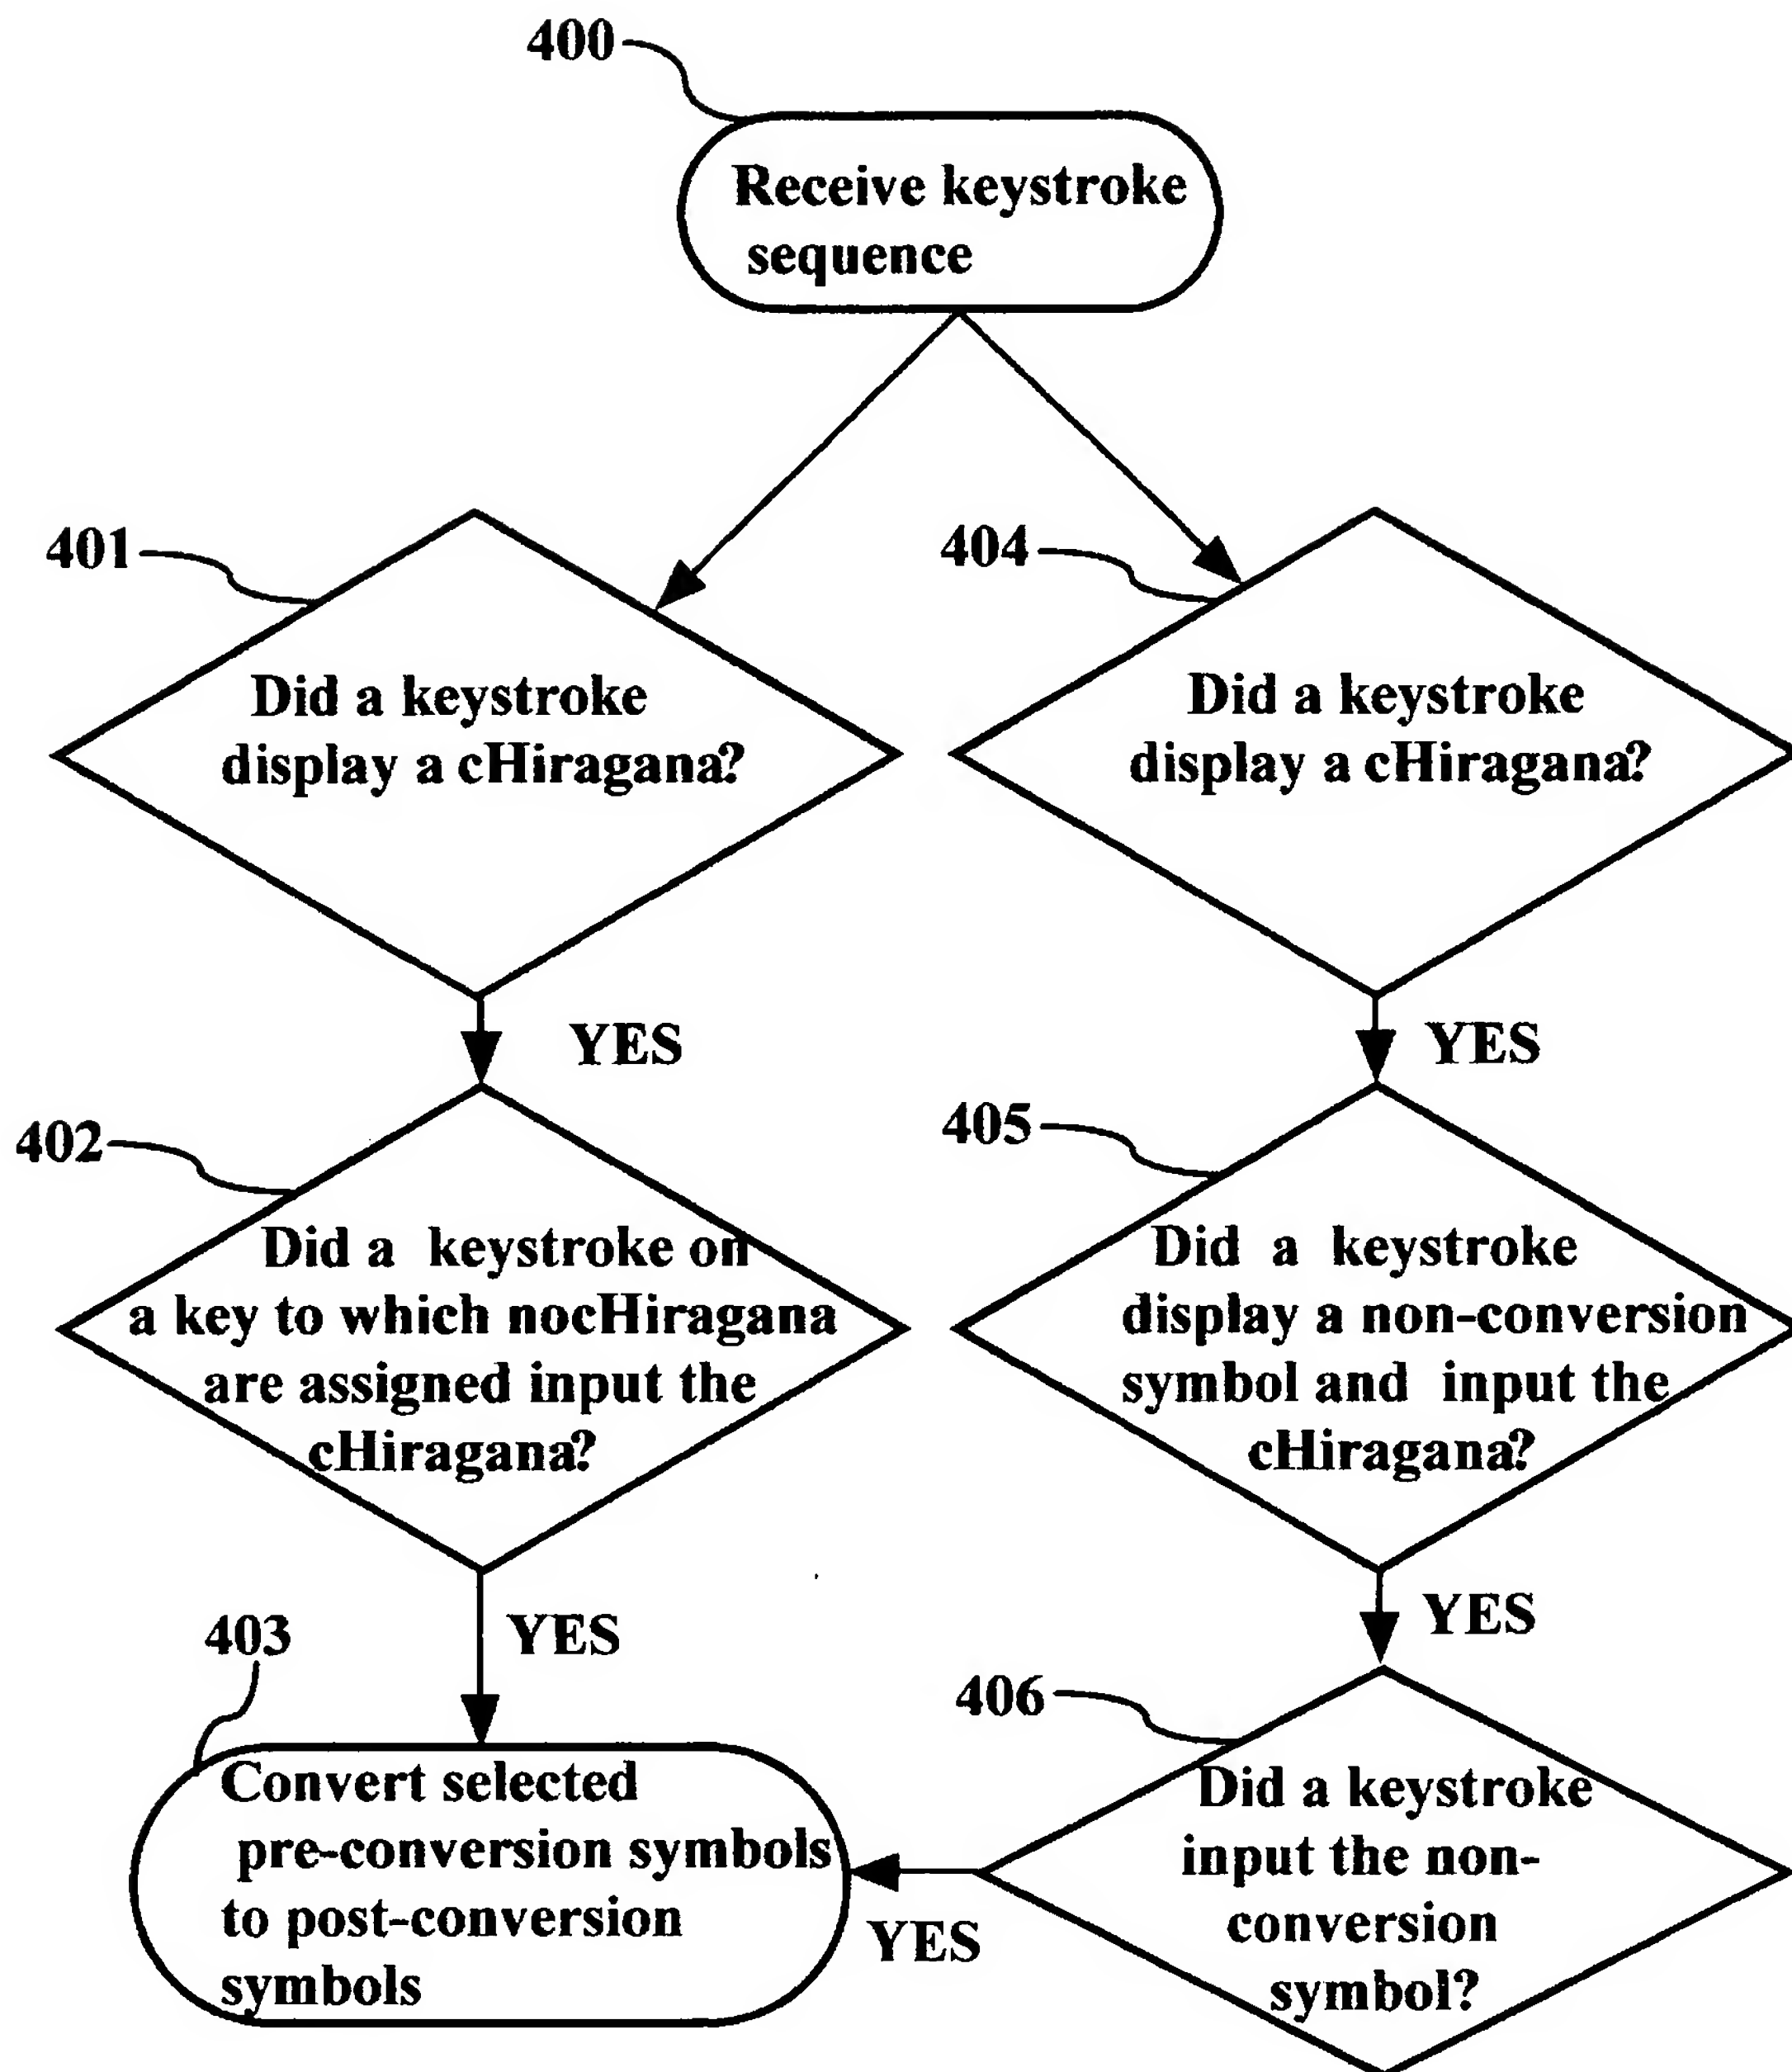 400
Receive keystroke
sequence
401
Did a keystroke
display a cHiragana?
404
Did a keystroke
display a cHiragana?
YES
YES
402
Did a keystroke on
a key to which nocHiragana
are assigned input the
cHiragana?
405
Did a keystroke
display a non-conversion
symbol and input the
cHiragana?
YES
YES
403
Convert selected
pre-conversion symbols
to post-conversion
symbols
406
Did a keystroke
input the non-
conversion
symbol?
YES